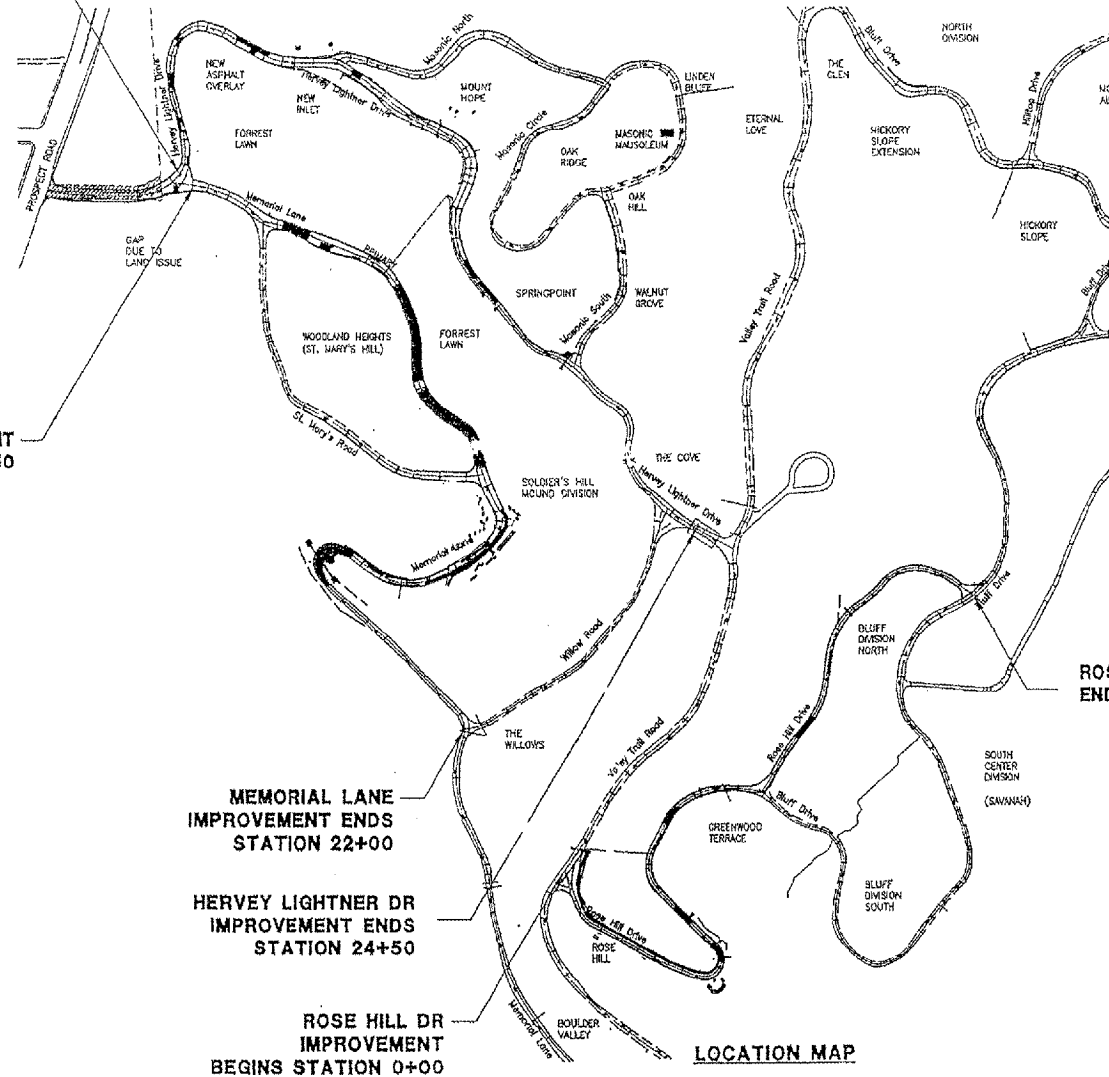 NORTH
DIVISION
Bluff Drive
THE
GLEN
Masonic North
Hervey Lightner Drive
NEW
ASPHALT
OVERLAY
NEW
INLET
Hervey Lightner Drive
MOUNT
HOPE
LINDEN
BLUFF
Hilltop Drive
FORREST
LAWN
Masonic Circle
MASONIC
MAUSOLEUM
OAK
RIDGE
ETERNAL
LOVE
HICKORY
SLOPE
EXTENSION
PROSPECT ROAD
Memorial Lane
OAK
HILL
HICKORY
SLOPE
GAP
DUE TO
LAND ISSUE
PRIVATE
SPRINGPOINT
WALNUT
GROVE
Valley Trail Road
Bluff Drive
WOODLAND HEIGHTS
(ST. MARY'S HILL)
FORREST
LAWN
Masonic South
St. Mary's Road
THE COVE
SOLDIER'S HILL
MOUND DIVISION
Hervey Lightner Drive
Memorial Lane
Bluff Drive
Willow Road
BLUFF
DIVISION
NORTH
THE
WILLOWS
Valley Trail Road
Rose Hill Drive
SOUTH
CENTER
DIVISION
(SAVANAH)
MEMORIAL LANE
IMPROVEMENT ENDS
STATION 22+00
GREENWOOD
TERRACE
Bluff Drive
BLUFF
DIVISION
SOUTH
HERVEY LIGHTNER DR
IMPROVEMENT ENDS
STATION 24+50
Rose Hill Drive
ROSE
HILL
ROSE HILL DR
IMPROVEMENT
BEGINS STATION 0+00
Memorial Lane
BOULDER
VALLEY
LOCATION MAP